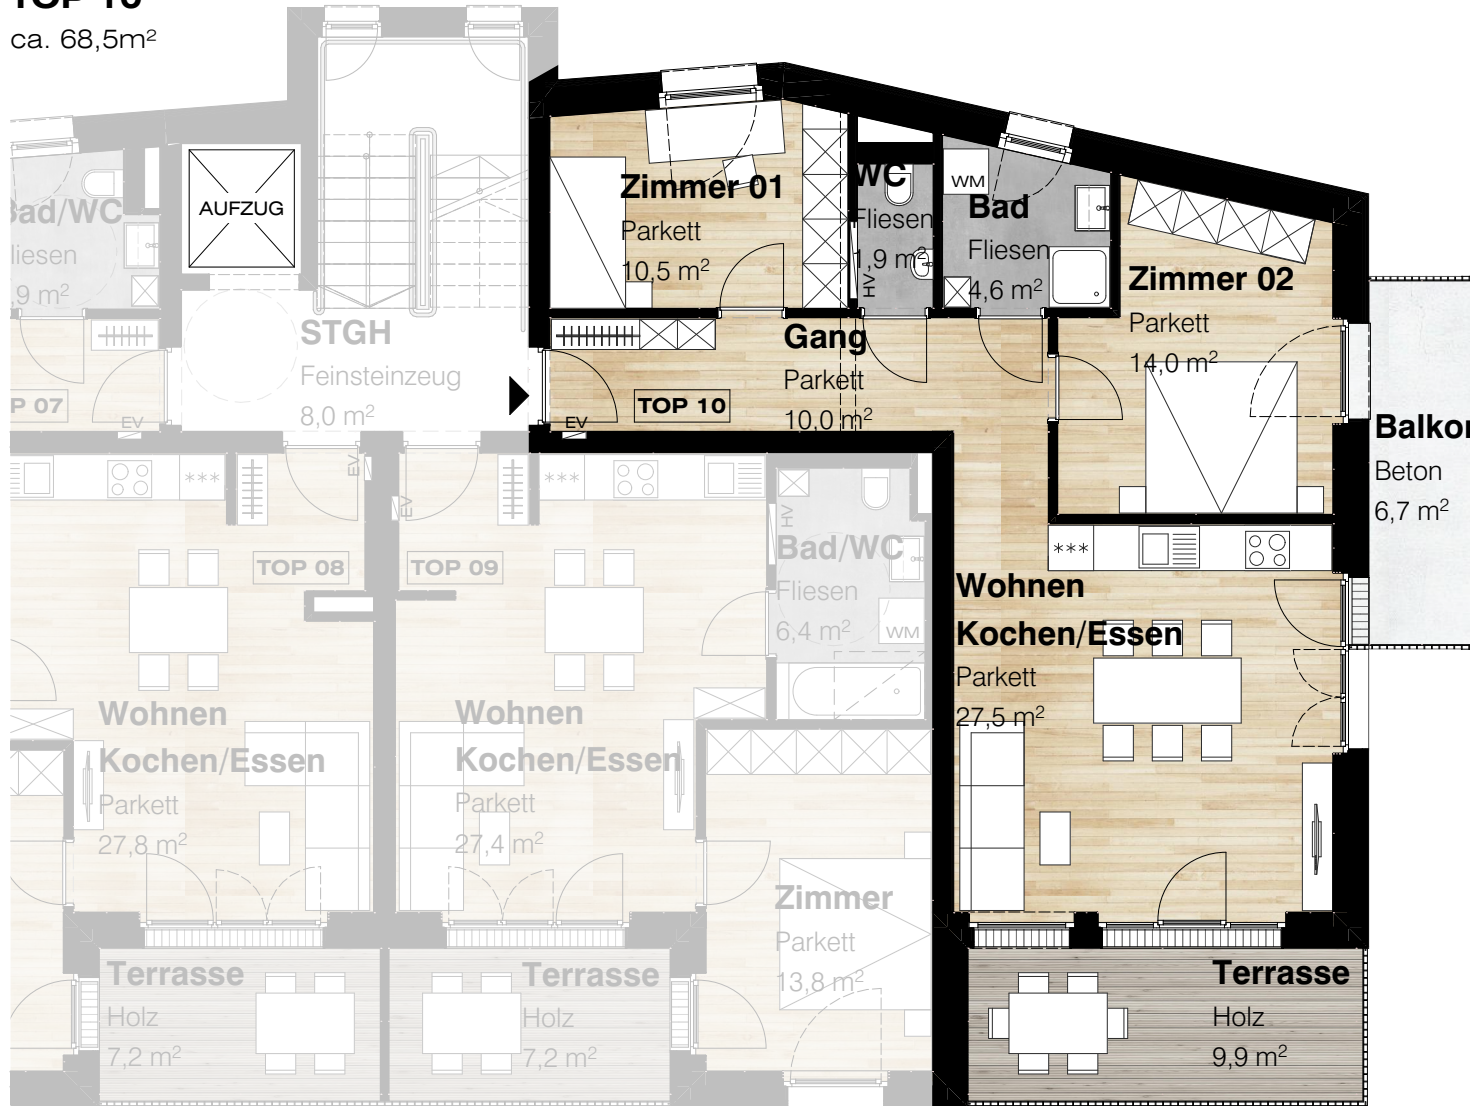 TOP 10
ca. 68,5m²
AUFZUG
Bad/WC
Fliesen
,9 m²
STGH
Feinsteinzeug
8,0 m²
P 07
EV
Zimmer 01
Parkett
10,5 m²
WC
Fliesen
1,9 m²
HV
WM
Bad
Fliesen
4,6 m²
Zimmer 02
Parkett
14,0 m²
Gang
Parkett
10,0 m²
TOP 10
EV
Balkon
Beton
6,7 m²
***
EV
TOP 08
Wohnen
Kochen/Essen
Parkett
27,8 m²
EV
TOP 09
***
Wohnen
Kochen/Essen
Parkett
27,4 m²
HV
Bad/WC
Fliesen
6,4 m²
WM
***
Wohnen
Kochen/Essen
Parkett
27,5 m²
Zimmer
Parkett
13,8 m²
Terrasse
Holz
7,2 m²
Terrasse
Holz
7,2 m²
Terrasse
Holz
9,9 m²